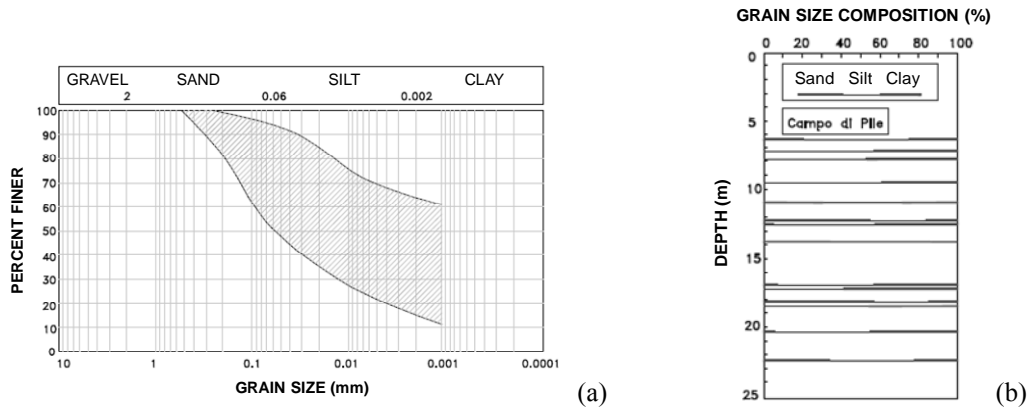 GRAVEL SAND SILT CLAY
2 0.06 0.002
100
90
80
70
60
50
40
30
20
10
0
PERCENT FINER
10 1 0.1 0.01 0.001 0.0001
GRAIN SIZE (mm)
(a)
GRAIN SIZE COMPOSITION (%)
0 20 40 60 80 100
Sand Silt Clay
Campo di Pile
0
5
10
15
20
25
DEPTH (m)
(b)